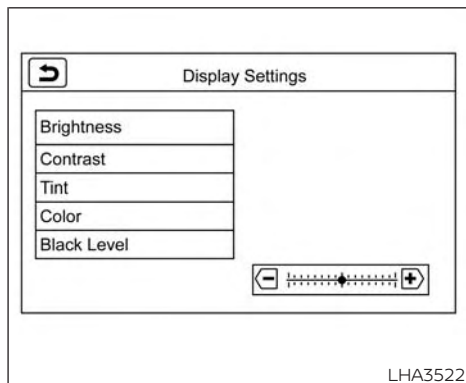 Display Settings
Brightness
Contrast
Tint
Color
Black Level
LHA3522